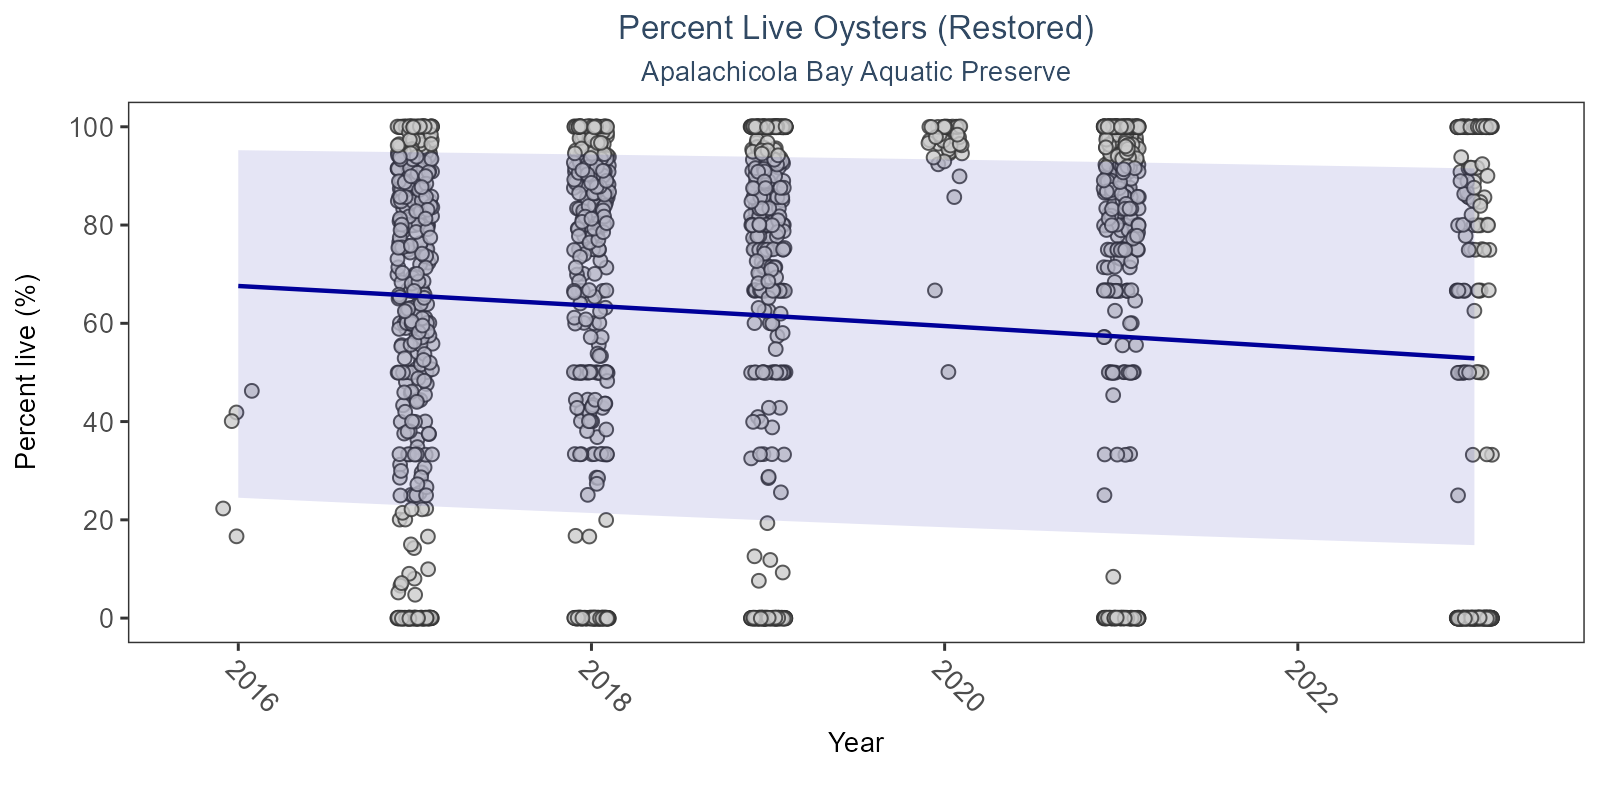 Percent Live Oysters (Restored)
Apalachicola Bay Aquatic Preserve
Percent live (%)
100
80
60
40
20
0
2016
2018
2020
2022
Year